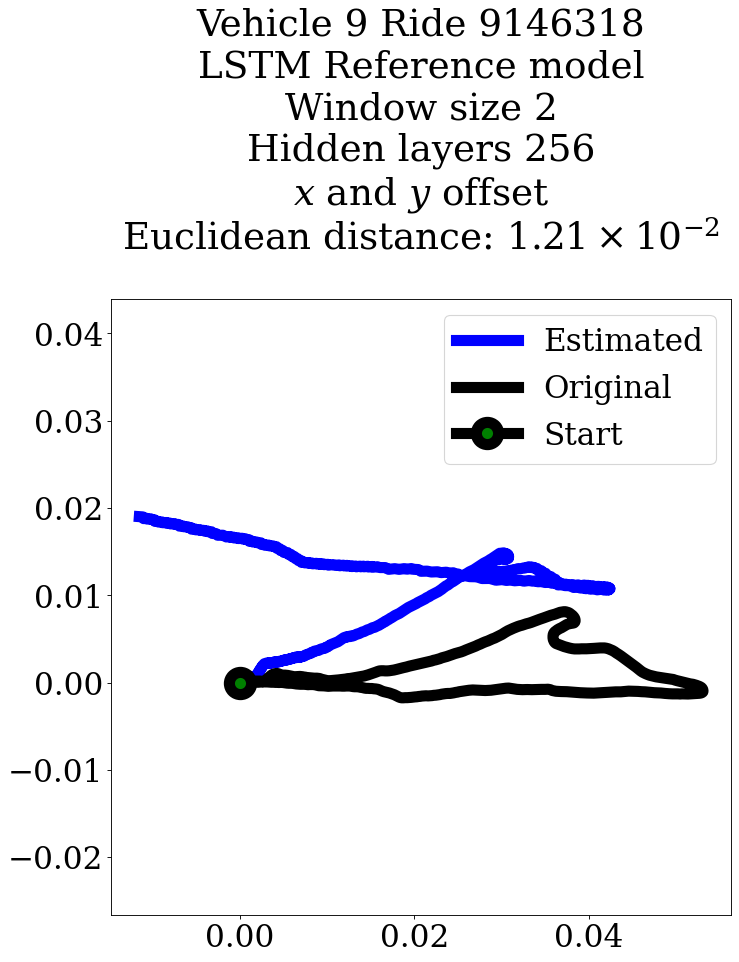 Vehicle 9 Ride 9146318
LSTM Reference model
Window size 2
Hidden layers 256
x and y offset
Euclidean distance: 1.21 × 10⁻²
Estimated
Original
Start
0.04
0.03
0.02
0.01
0.00
−0.01
−0.02
0.00 0.02 0.04